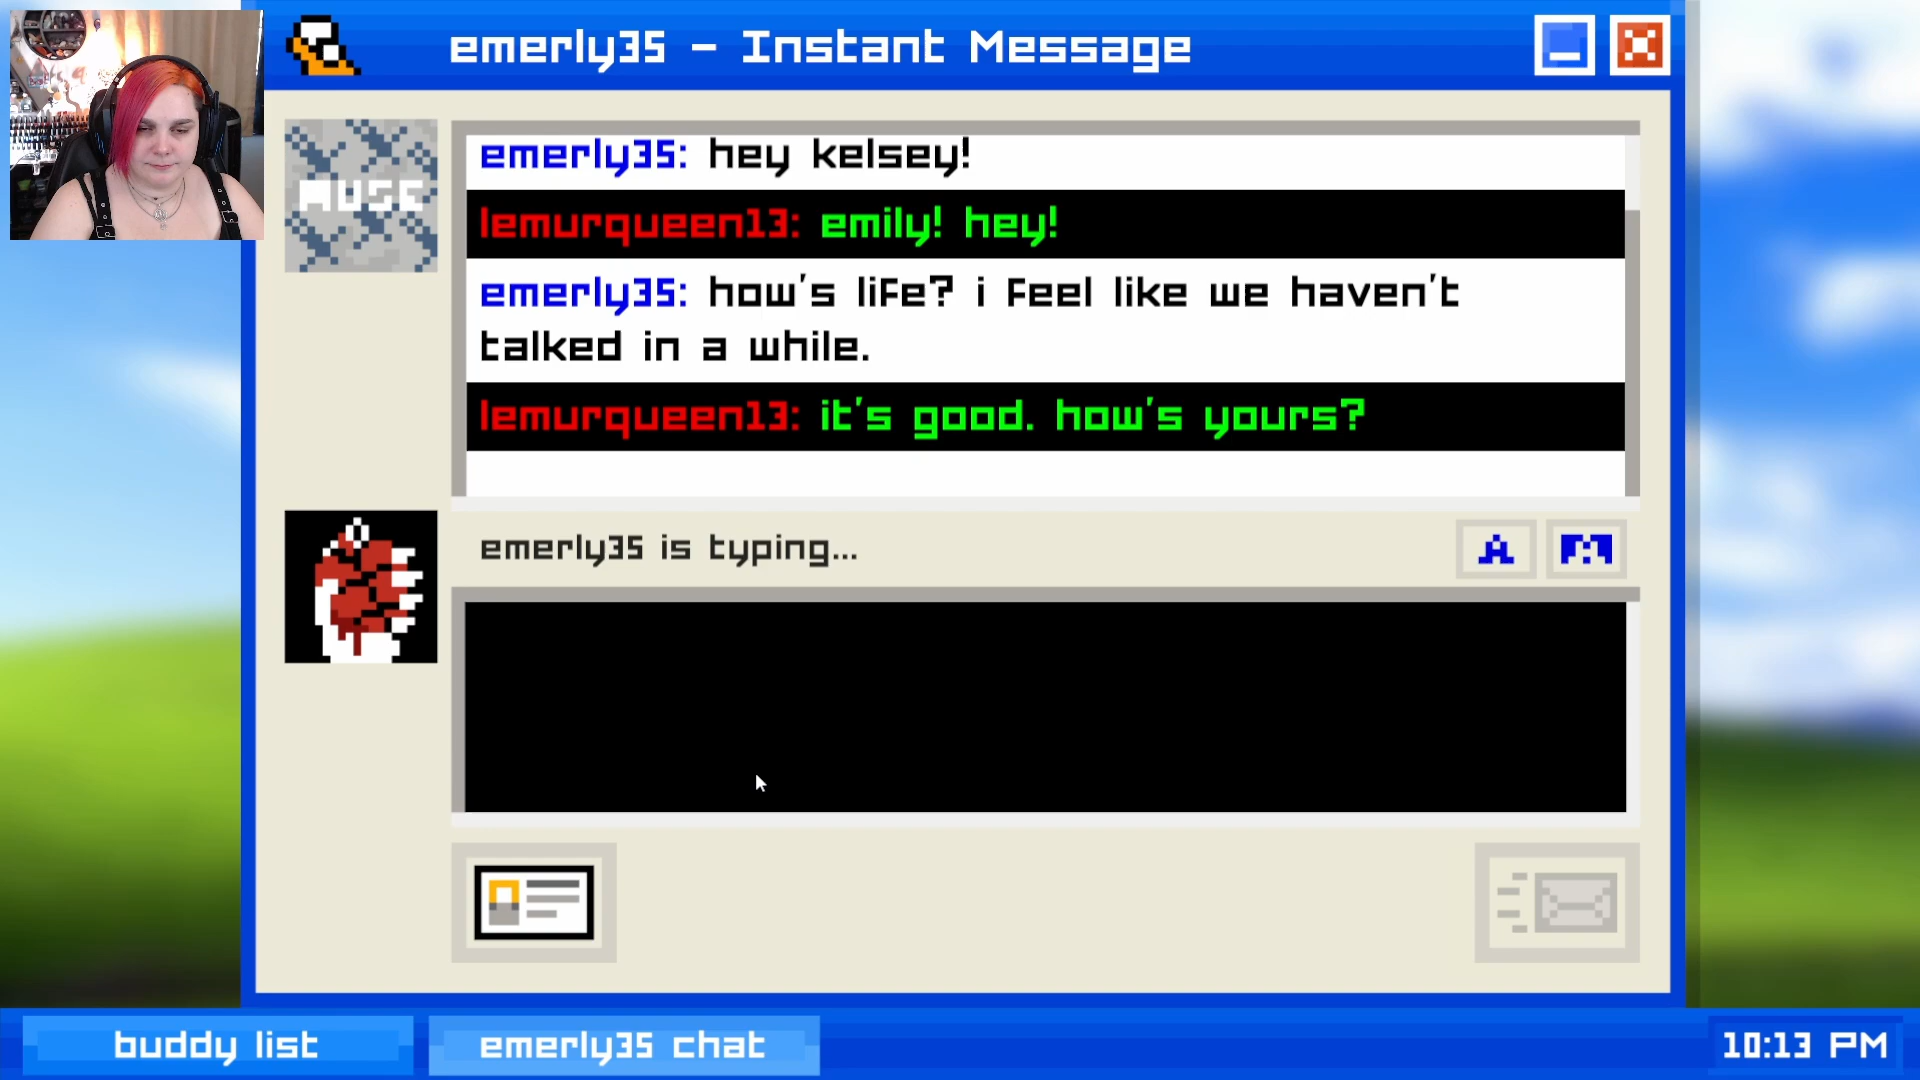 emerly35 - Instant Message
MUSE
emerly35: hey kelsey!
lemurqueen13: emily! hey!
emerly35: how's life? i feel like we haven't
talked in a while.
lemurqueen13: it's good. how's yours?
emerly35 is typing...
A
buddy list
emerly35 chat
10:13 PM